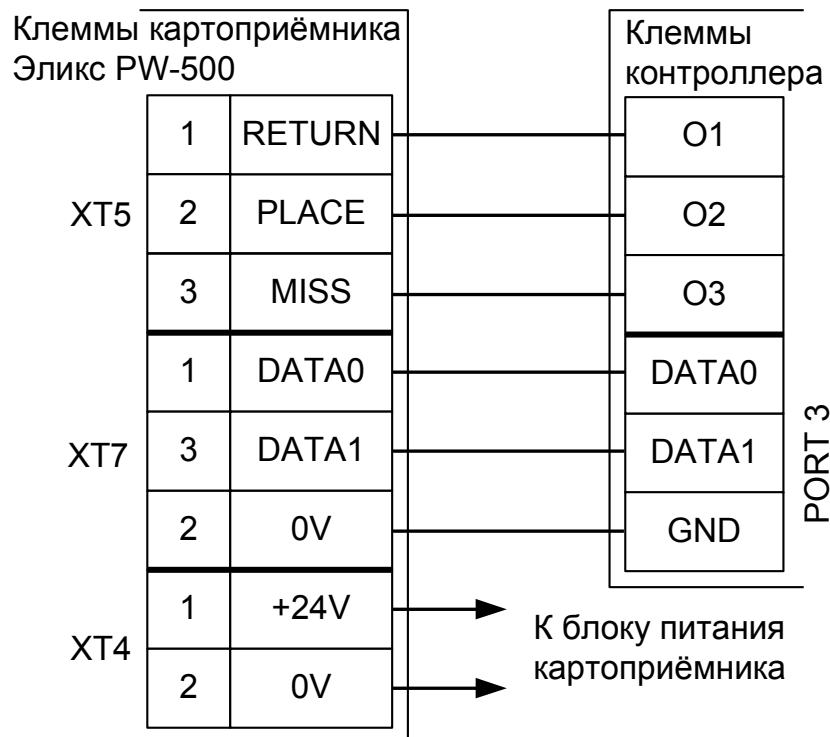 Клеммы картоприёмника
Эликс PW-500
Клеммы
контроллера
1 RETURN O1
XT5 2 PLACE O2
3 MISS O3
1 DATA0 DATA0
XT7 3 DATA1 DATA1
2 0V GND
PORT 3
XT4 1 +24V
2 0V
К блоку питания
картоприёмника